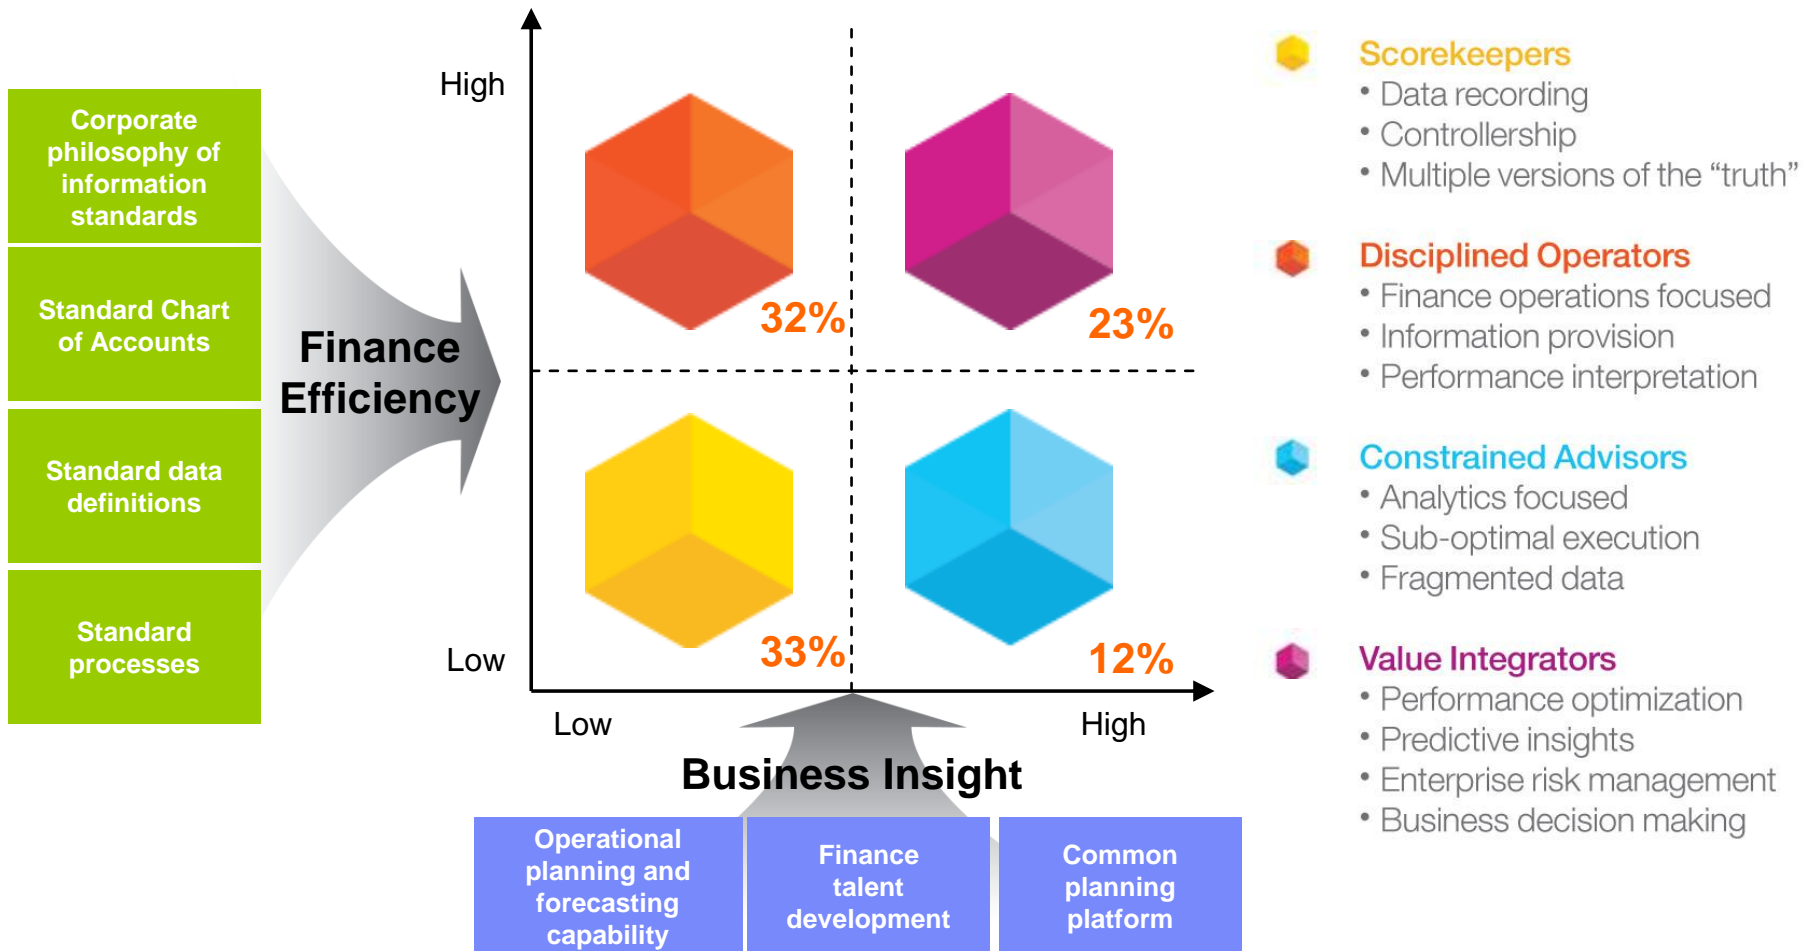 Corporate
philosophy of
information
standards
Standard Chart
of Accounts
Standard data
definitions
Standard
processes
Finance
Efficiency
High
Low
32%
23%
33%
12%
Low
High
Business Insight
Operational
planning and
forecasting
capability
Finance
talent
development
Common
planning
platform
Scorekeepers
• Data recording
• Controllership
• Multiple versions of the “truth”
Disciplined Operators
• Finance operations focused
• Information provision
• Performance interpretation
Constrained Advisors
• Analytics focused
• Sub-optimal execution
• Fragmented data
Value Integrators
• Performance optimization
• Predictive insights
• Enterprise risk management
• Business decision making